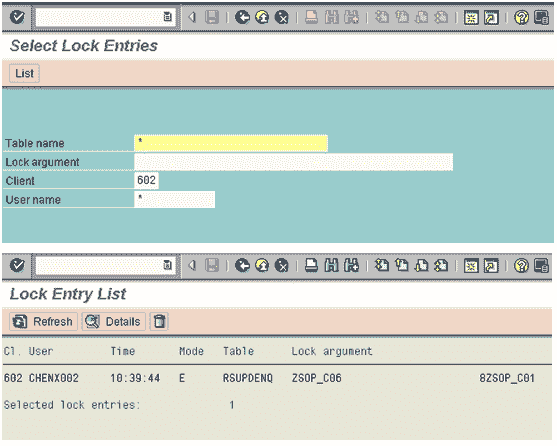 Select Lock Entries
List
Table name *
Lock argument
Client 602
User name *
Lock Entry List
Refresh Details
Cl. User Time Mode Table Lock argument
602 CHENX002 10:39:44 E RSUPDENQ ZSOP_C06 8ZSOP_C01
Selected lock entries: 1